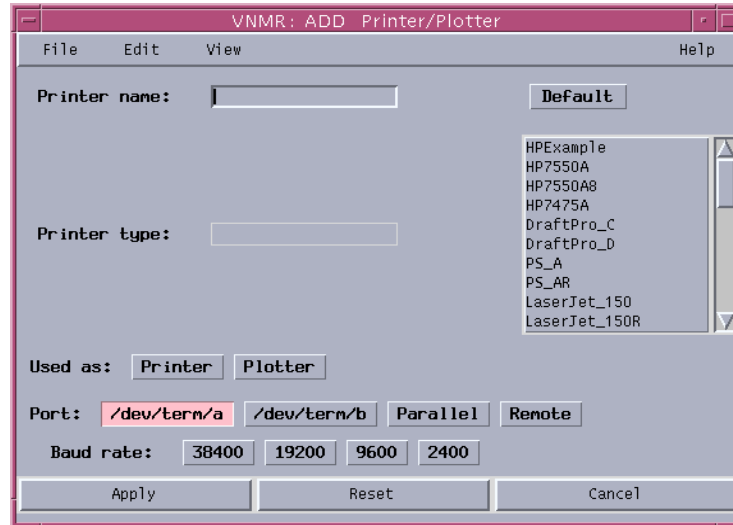 VNMR: ADD Printer/Plotter
File Edit View Help
Printer name: Default
HPExample
HP7550A
HP7550A8
HP7475A
DraftPro_C
Printer type:
DraftPro_D
PS_A
PS_AR
LaserJet_150
LaserJet_150R
Used as: Printer Plotter
Port: /dev/term/a /dev/term/b Parallel Remote
Baud rate: 38400 19200 9600 2400
Apply Reset Cancel